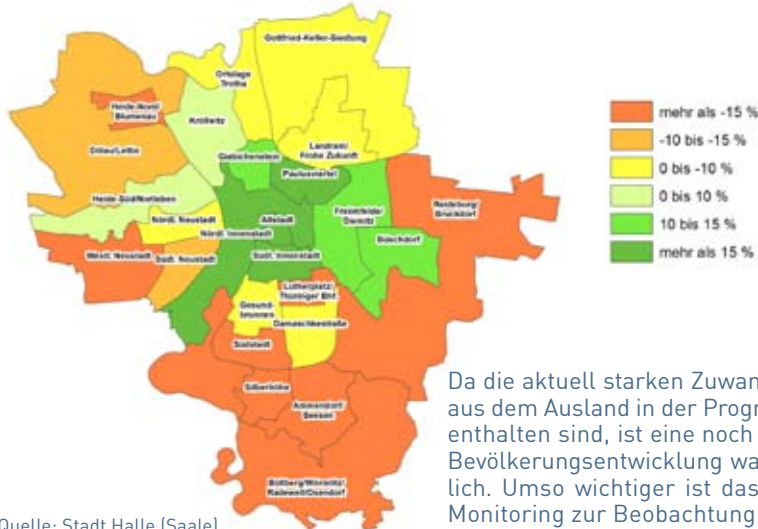 Gottfried-Keller-Siedlung
Ortslage
Trotha
Heide-Nord/
Blumenau
Kröllwitz
Landrain/
Frohe Zukunft
Dölau/Lettin
Giebichenstein
Paulusviertel
Heide-Süd/Nietleben
Reideburg/
Bruckdorf
Nördl. Neustadt
Altstadt
Freiimfelde/
Diemitz
Nördl. Innenstadt
Büschdorf
Westl. Neustadt
Südl. Neustadt
Südl. Innenstadt
Lutherplatz/
Thüringer Bhf.
Gesund-
brunnen
Damaschkestraße
Südstadt
Silberhöhe
Ammendorf/
Beesen
Böllberg/Wörmlitz/
Radewell/Osendorf
mehr als -15 %
-10 bis -15 %
0 bis -10 %
0 bis 10 %
10 bis 15 %
mehr als 15 %
Da die aktuell starken Zuwan
aus dem Ausland in der Progr
enthalten sind, ist eine noch
Bevölkerungsentwicklung wa
lich. Umso wichtiger ist das
Monitoring zur Beobachtung
Quelle: Stadt Halle (Saale)